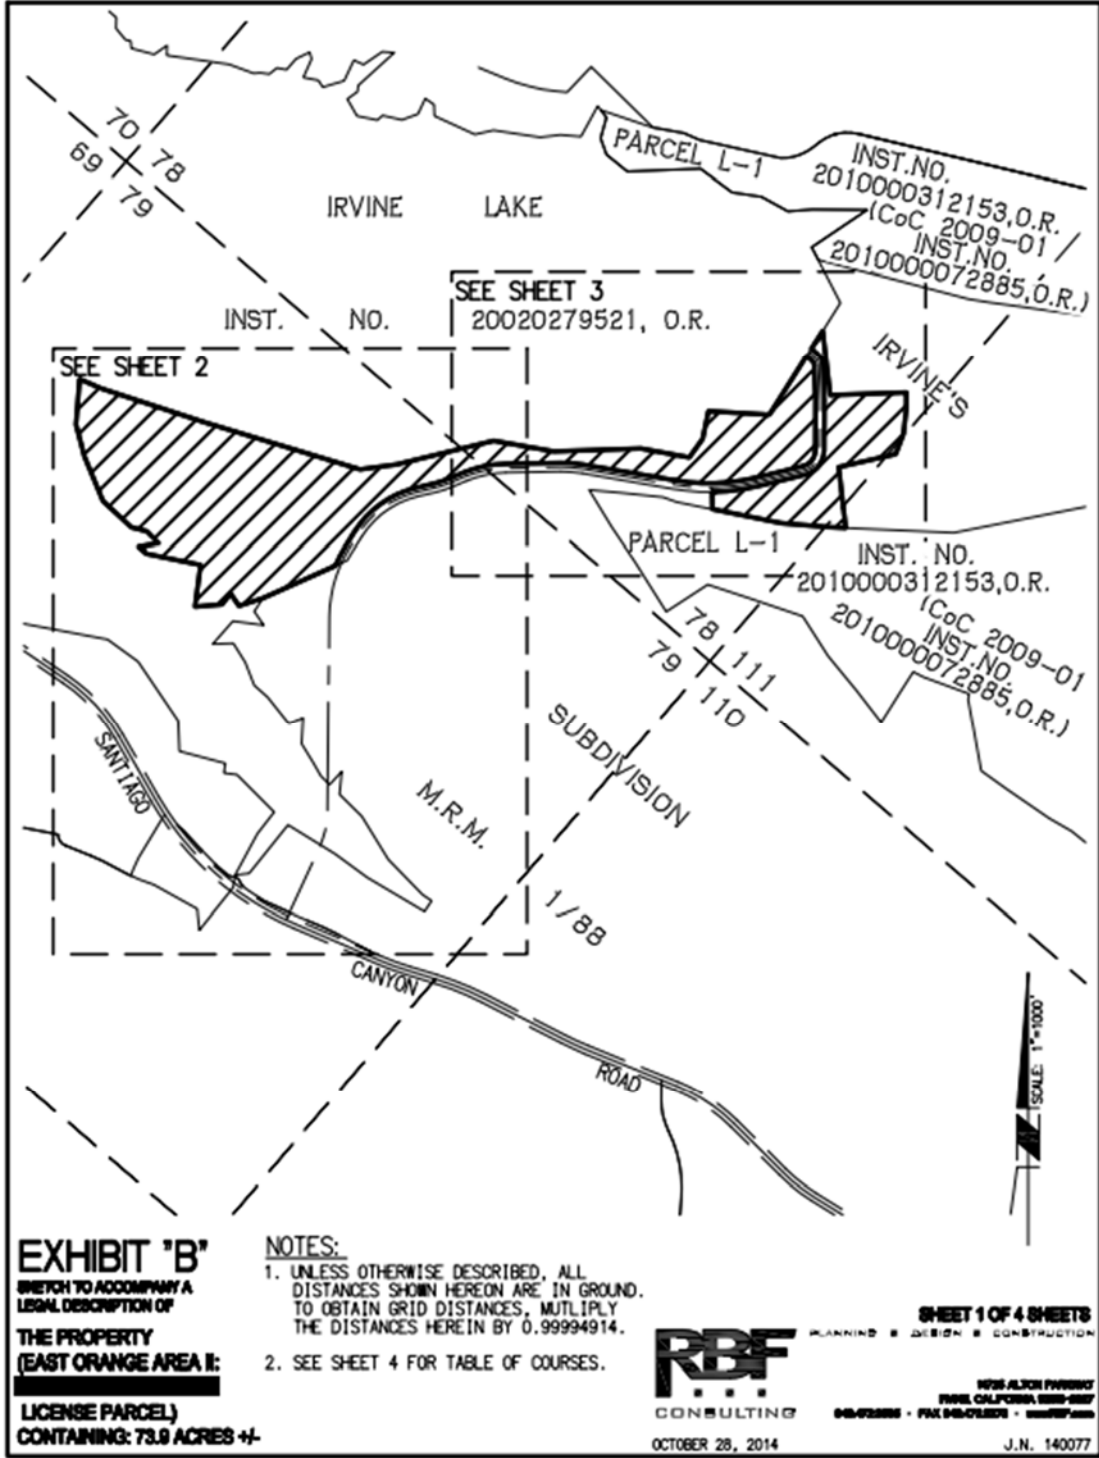 70
78
69
79
PARCEL L-1
INST.NO.
2010000312153,O.R.
(CoC 2009-01
INST.NO.
2010000072885,O.R.)
IRVINE LAKE
SEE SHEET 3
INST. NO. 20020279521, O.R.
SEE SHEET 2
IRVINE'S
PARCEL L-1
INST. NO.
2010000312153,O.R.
(CoC 2009-01
INST.NO.
2010000072885,O.R.)
78
111
79
110
SUBDIVISION
M.R.M.
1/88
SANTIAGO
CANYON
ROAD
SCALE: 1"=1000'
EXHIBIT "B"
SKETCH TO ACCOMPANY A
LEGAL DESCRIPTION OF
THE PROPERTY
(EAST ORANGE AREA II:
LICENSE PARCEL)
CONTAINING: 73.9 ACRES +/-
NOTES:
1. UNLESS OTHERWISE DESCRIBED, ALL
DISTANCES SHOWN HEREON ARE IN GROUND.
TO OBTAIN GRID DISTANCES, MUTLIPLY
THE DISTANCES HEREIN BY 0.99994914.
2. SEE SHEET 4 FOR TABLE OF COURSES.
RBF
CONSULTING
OCTOBER 28, 2014
SHEET 1 OF 4 SHEETS
PLANNING ■ DESIGN ■ CONSTRUCTION
ALTON PARKWAY
CALIFORNIA
FAX
J.N. 140077